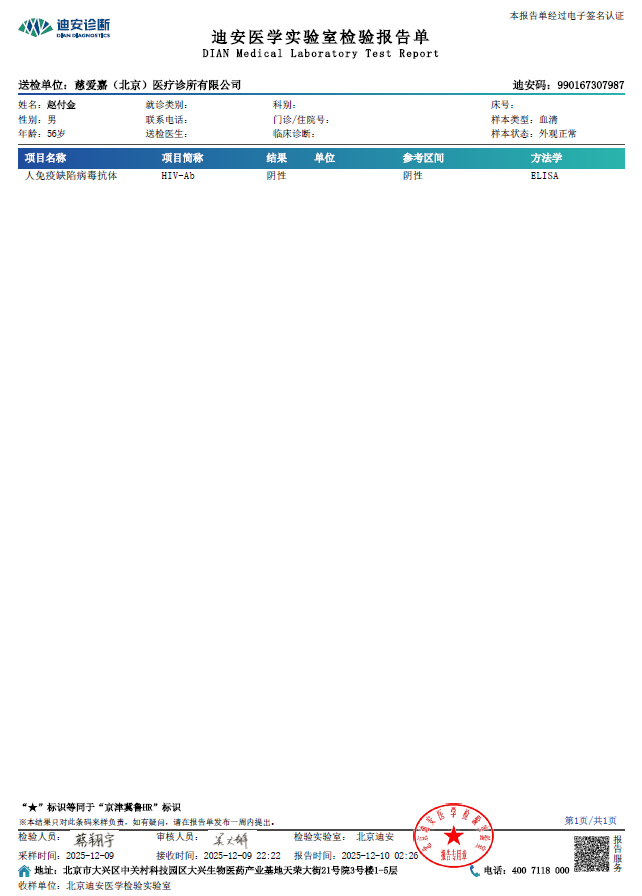 本报告单经过电子签名认证
迪安诊断
DIAN DIAGNOSTICS
迪安医学实验室检验报告单
DIAN Medical Laboratory Test Report
送检单位: 慈爱嘉（北京）医疗诊所有限公司 迪安码: 990167307987
姓名: 赵付金 就诊类别: 科别: 床号:
性别: 男 联系电话: 门诊/住院号: 样本类型: 血清
年龄: 56岁 送检医生: 临床诊断: 样本状态: 外观正常
项目名称 项目简称 结果 单位 参考区间 方法学
人免疫缺陷病毒抗体 HIV-Ab 阴性 阴性 ELISA
“★”标识等同于“京津冀鲁HR”标识
※本结果只对此条码来样负责，如有疑问，请在报告单发布一周内提出。
第1页/共1页
检验人员: 审核人员: 检验实验室: 北京迪安
采样时间: 2025-12-09 接收时间: 2025-12-09 22:22 报告时间: 2025-12-10 02:26
报告专用章
报告服务
地址: 北京市大兴区中关村科技园区大兴生物医药产业基地天荣大街21号院3号楼1-5层 电话: 400 7118 000
收样单位: 北京迪安医学检验实验室